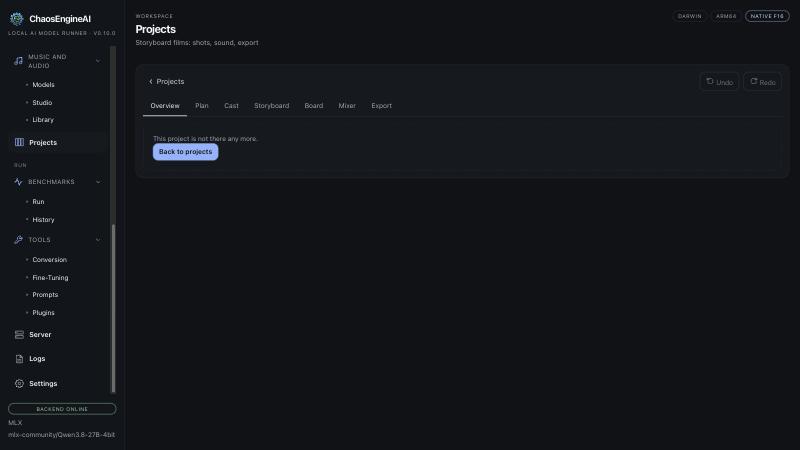 ChaosEngineAI
LOCAL AI MODEL RUNNER · V0.10.0
MUSIC AND
AUDIO
Models
Studio
Library
Projects
RUN
BENCHMARKS
Run
History
TOOLS
Conversion
Fine-Tuning
Prompts
Plugins
Server
Logs
Settings
BACKEND ONLINE
MLX
mlx-community/Qwen3.8-27B-4bit
WORKSPACE
Projects
Storyboard films: shots, sound, export
DARWIN
ARM64
NATIVE F16
Projects
Undo
Redo
Overview
Plan
Cast
Storyboard
Board
Mixer
Export
This project is not there any more.
Back to projects